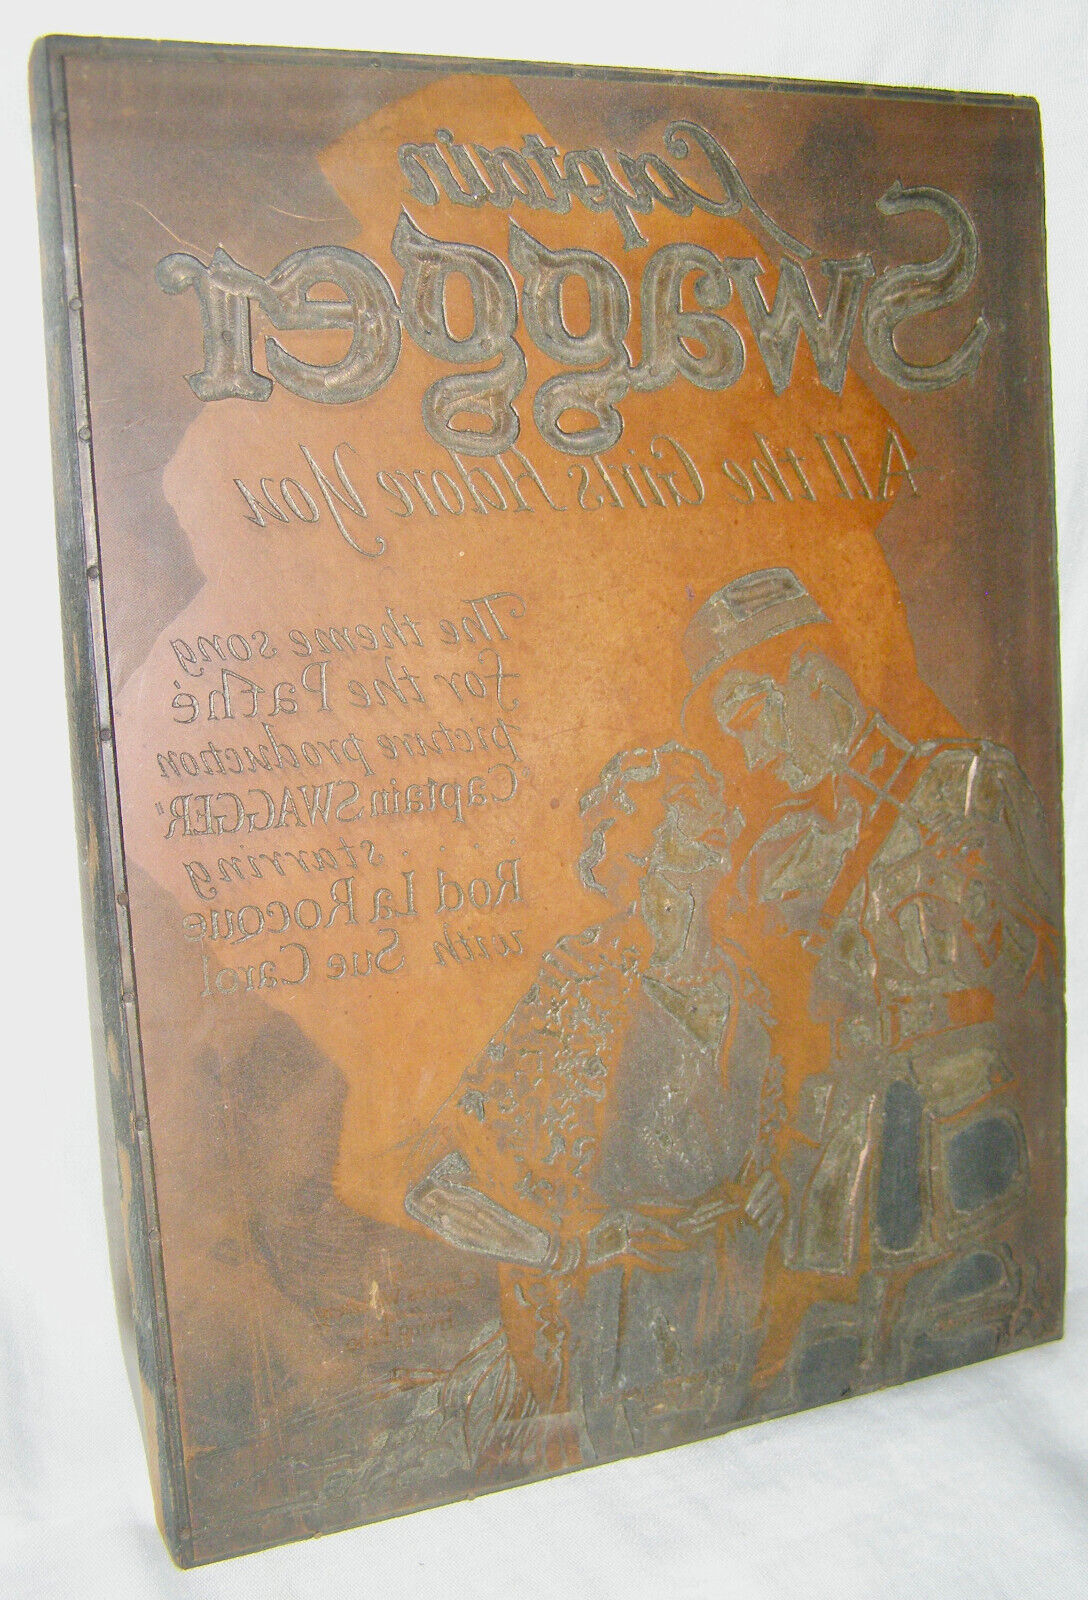 Captain
Swagger
All the Girls Adore You
The theme song
for the Pathé
picture production
"Captain SWAGGER"
.... starring
Rod La Rocque
with Sue Carol